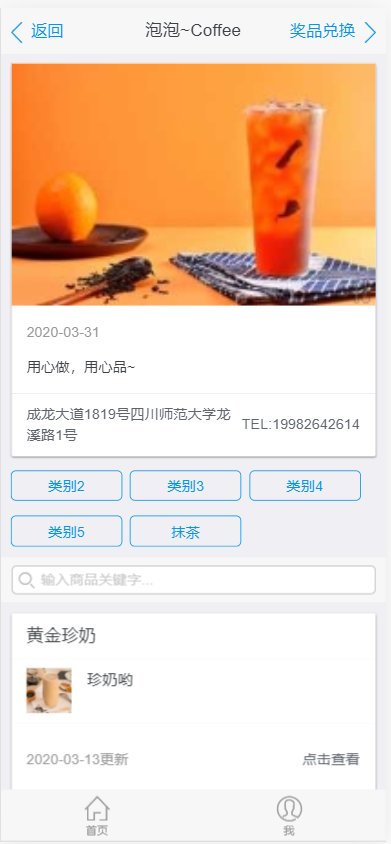 返回
泡泡~Coffee
奖品兑换
2020-03-31
用心做，用心品~
成龙大道1819号四川师范大学龙
溪路1号
TEL:19982642614
类别2
类别3
类别4
类别5
抹茶
输入商品关键字...
黄金珍奶
珍奶哟
2020-03-13更新
点击查看
首页
我